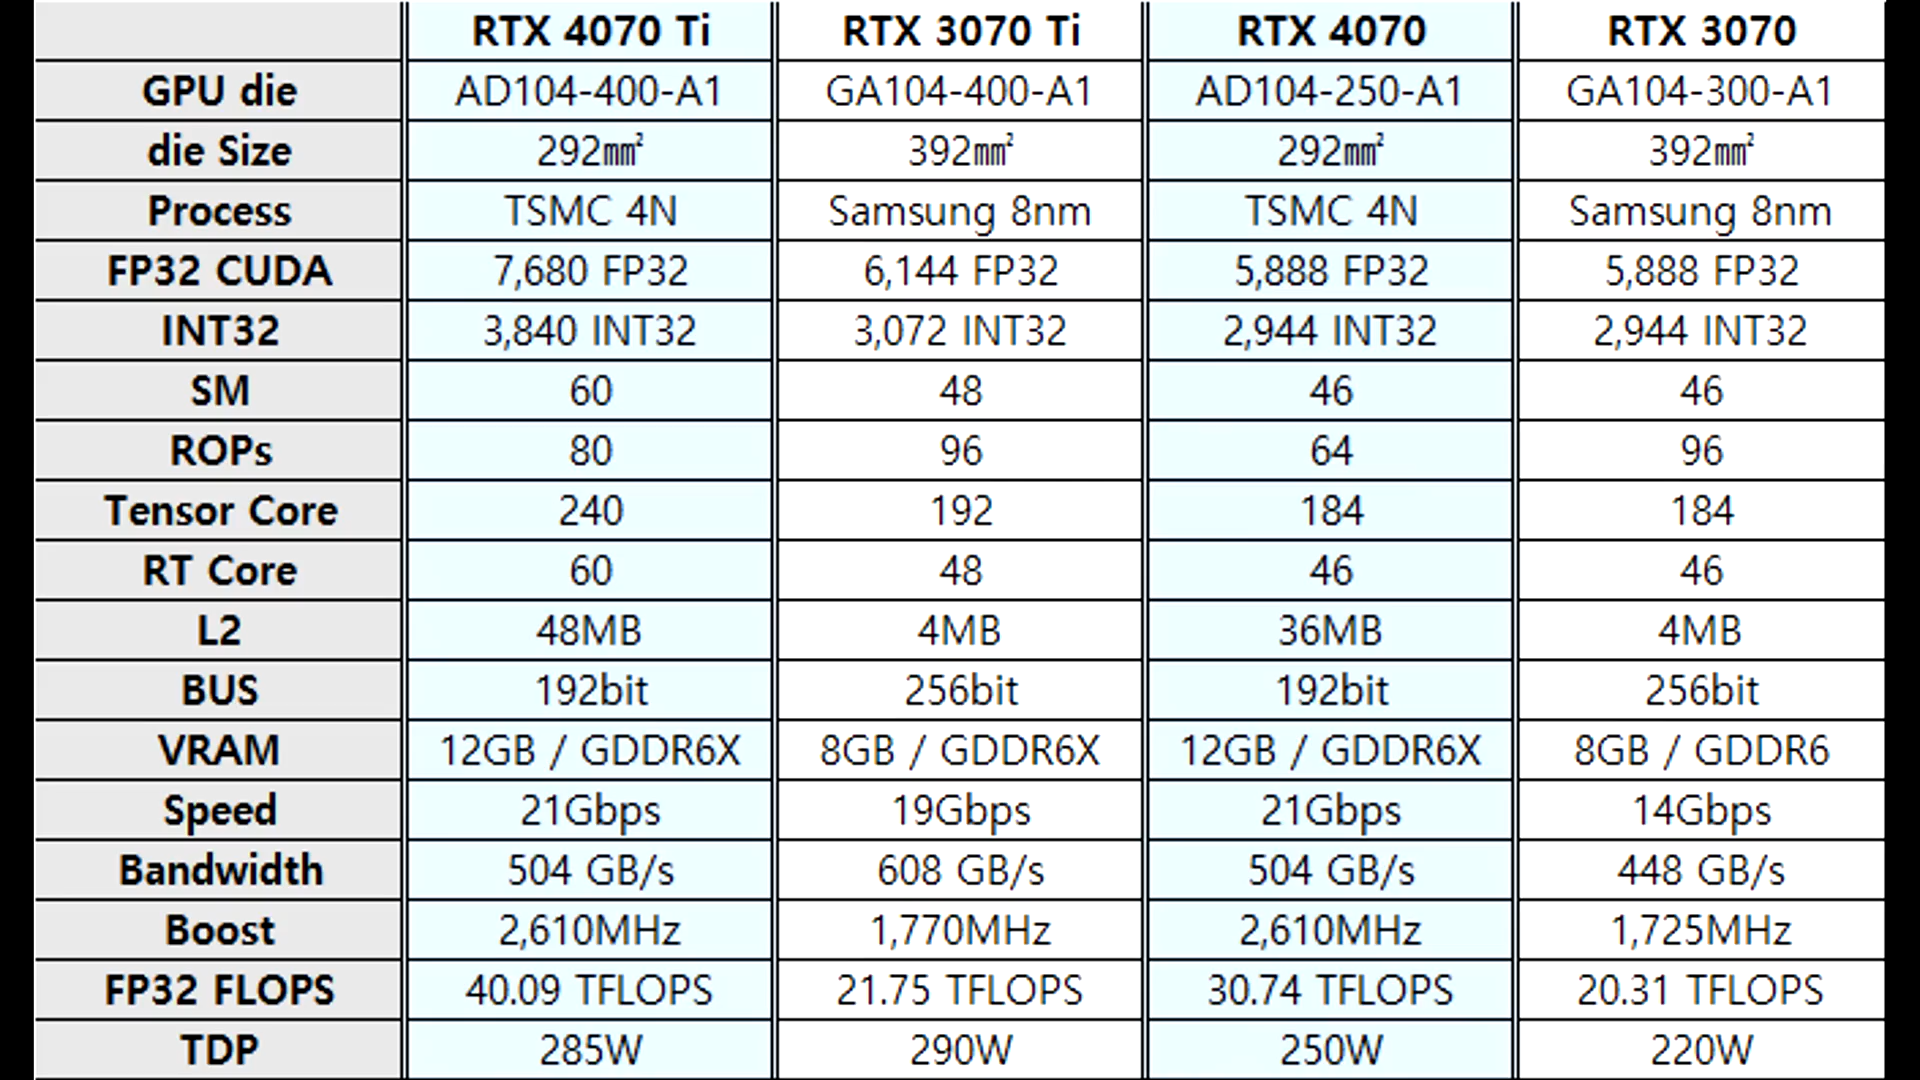 RTX 4070 Ti RTX 3070 Ti RTX 4070 RTX 3070
GPU die AD104-400-A1 GA104-400-A1 AD104-250-A1 GA104-300-A1
die Size 292㎟ 392㎟ 292㎟ 392㎟
Process TSMC 4N Samsung 8nm TSMC 4N Samsung 8nm
FP32 CUDA 7,680 FP32 6,144 FP32 5,888 FP32 5,888 FP32
INT32 3,840 INT32 3,072 INT32 2,944 INT32 2,944 INT32
SM 60 48 46 46
ROPs 80 96 64 96
Tensor Core 240 192 184 184
RT Core 60 48 46 46
L2 48MB 4MB 36MB 4MB
BUS 192bit 256bit 192bit 256bit
VRAM 12GB / GDDR6X 8GB / GDDR6X 12GB / GDDR6X 8GB / GDDR6
Speed 21Gbps 19Gbps 21Gbps 14Gbps
Bandwidth 504 GB/s 608 GB/s 504 GB/s 448 GB/s
Boost 2,610MHz 1,770MHz 2,610MHz 1,725MHz
FP32 FLOPS 40.09 TFLOPS 21.75 TFLOPS 30.74 TFLOPS 20.31 TFLOPS
TDP 285W 290W 250W 220W